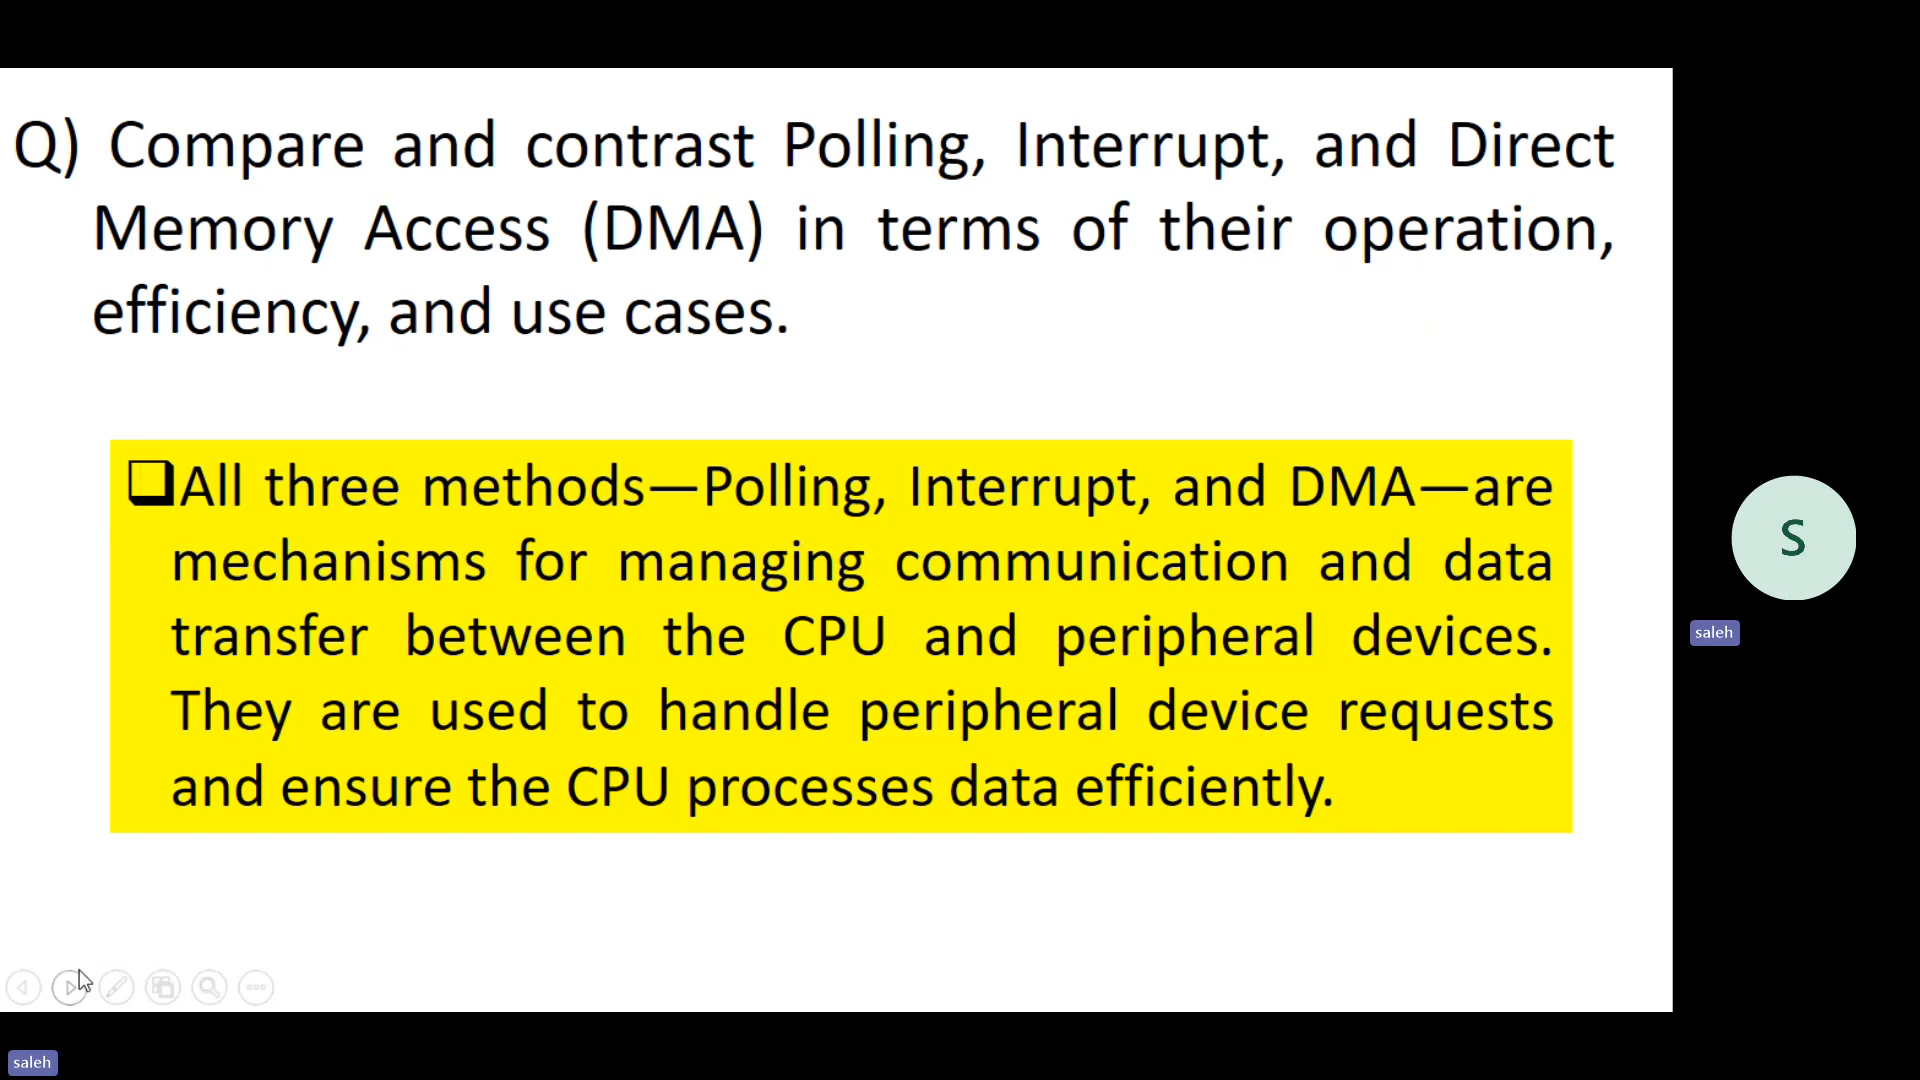 Q) Compare and contrast Polling, Interrupt, and Direct
Memory Access (DMA) in terms of their operation,
efficiency, and use cases.
❑All three methods—Polling, Interrupt, and DMA—are
mechanisms for managing communication and data
transfer between the CPU and peripheral devices.
They are used to handle peripheral device requests
and ensure the CPU processes data efficiently.
S
saleh
saleh